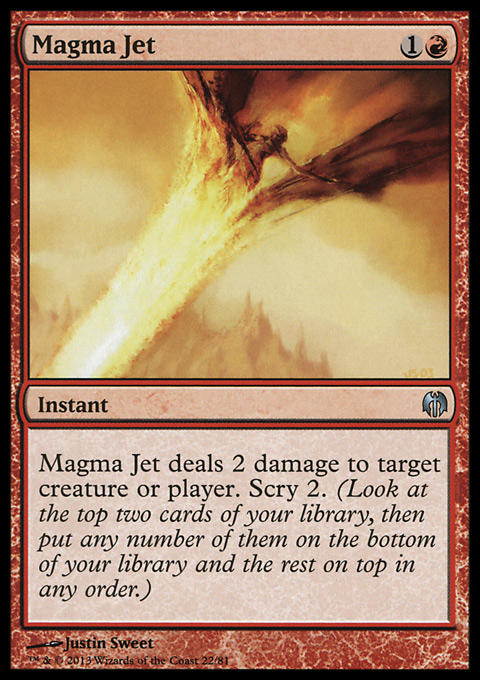 Magma Jet 1
JS03
Instant
Magma Jet deals 2 damage to target
creature or player. Scry 2. (Look at
the top two cards of your library, then
put any number of them on the bottom
of your library and the rest on top in
any order.)
Justin Sweet
™ & © 2013 Wizards of the Coast 22/81